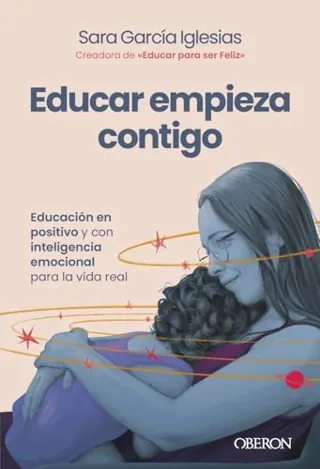 Sara García Iglesias
Creadora de «Educar para ser Feliz»
Educar empieza
contigo
Educación en
positivo y con
inteligencia
emocional
para la vida real
OBERON